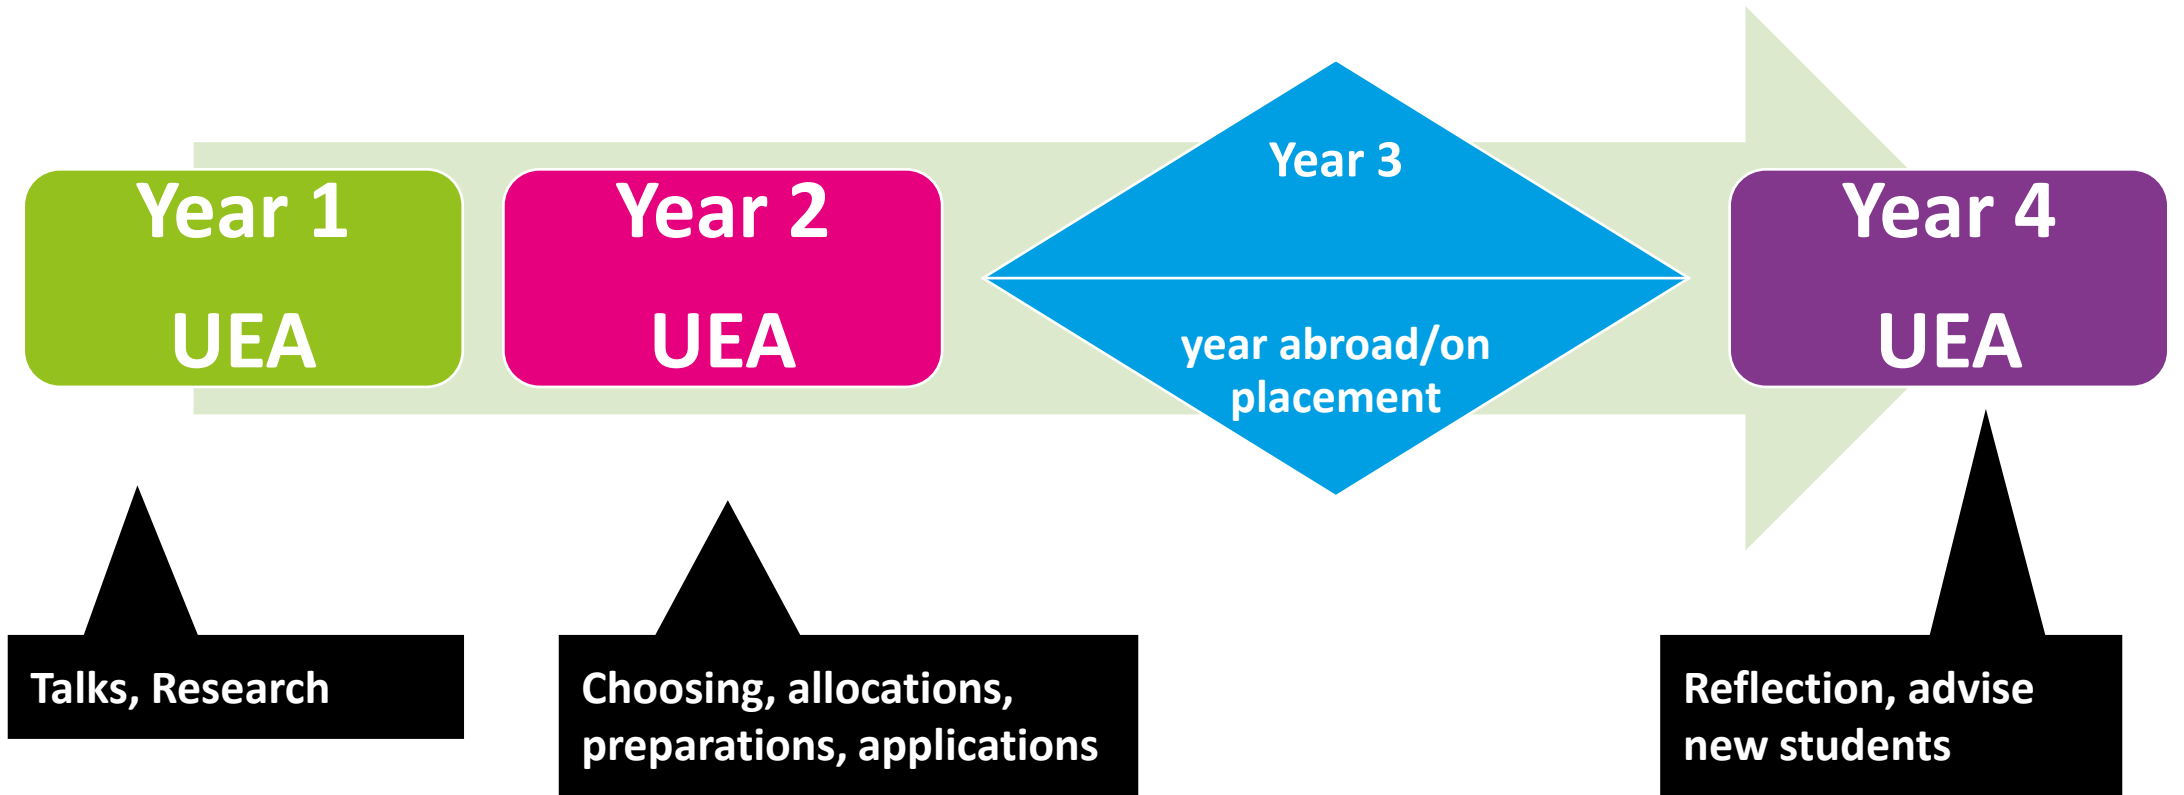 Year 1
UEA
Year 2
UEA
Year 3
year abroad/on
placement
Year 4
UEA
Talks, Research
Choosing, allocations,
preparations, applications
Reflection, advise
new students